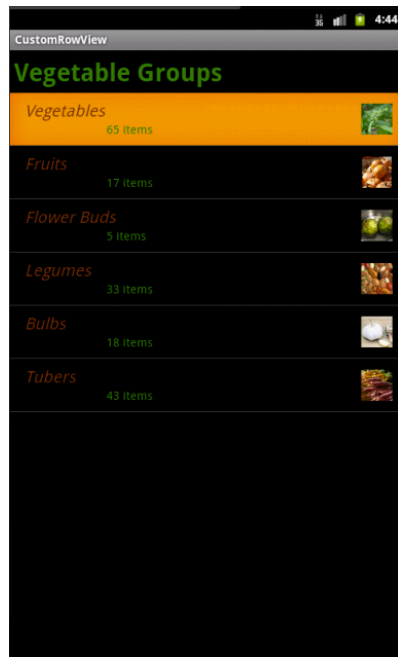 3G 4:44
CustomRowView
Vegetable Groups
Vegetables
65 items
Fruits
17 items
Flower Buds
5 items
Legumes
33 items
Bulbs
18 items
Tubers
43 items